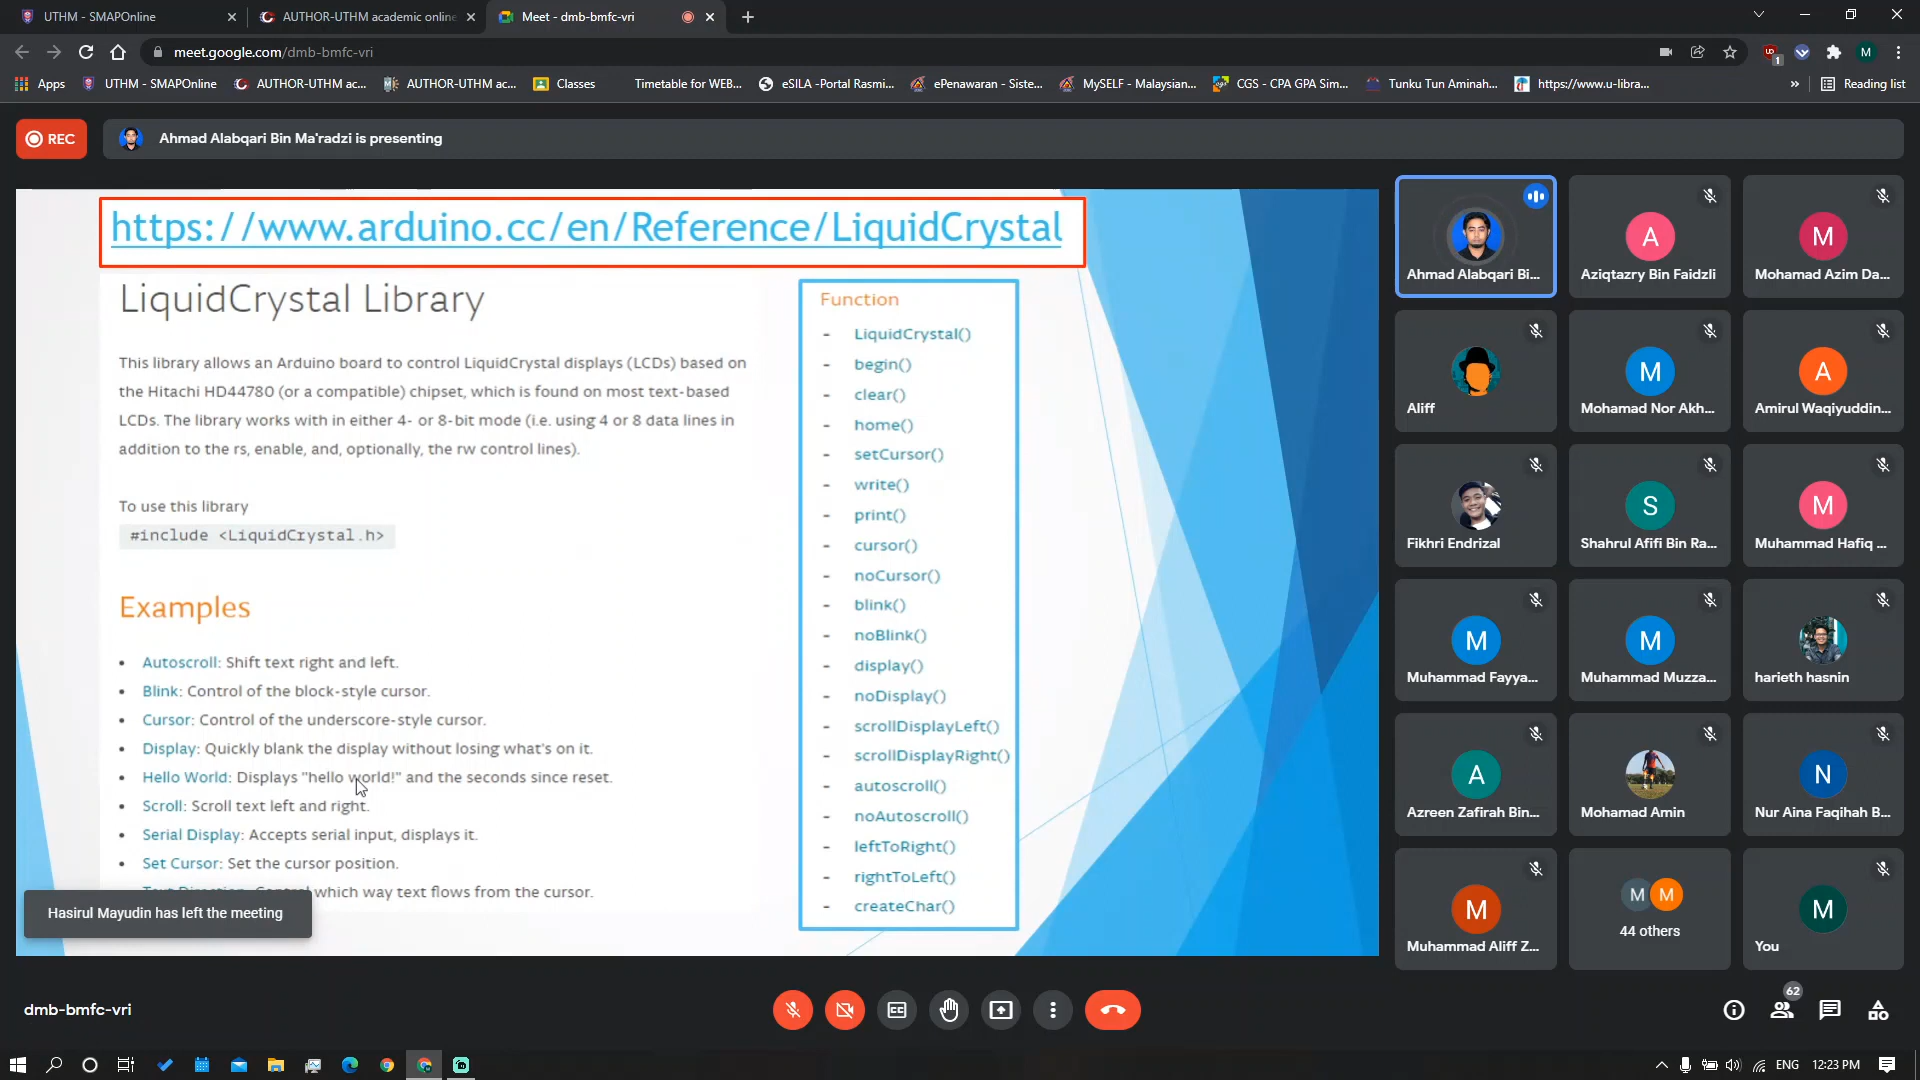 UTHM - SMAPOnline
AUTHOR-UTHM academic online
Meet - dmb-bmfc-vri
meet.google.com/dmb-bmfc-vri
1
M
Apps
UTHM - SMAPOnline
AUTHOR-UTHM ac...
AUTHOR-UTHM ac...
Classes
Timetable for WEB...
eSILA -Portal Rasmi...
ePenawaran - Siste...
MySELF - Malaysian...
CGS - CPA GPA Sim...
Tunku Tun Aminah...
https://www.u-libra...
»
Reading list
REC
Ahmad Alabqari Bin Ma'radzi is presenting
https://www.arduino.cc/en/Reference/LiquidCrystal
LiquidCrystal Library
This library allows an Arduino board to control LiquidCrystal displays (LCDs) based on
the Hitachi HD44780 (or a compatible) chipset, which is found on most text-based
LCDs. The library works with in either 4- or 8-bit mode (i.e. using 4 or 8 data lines in
addition to the rs, enable, and, optionally, the rw control lines).
To use this library
#include <LiquidCrystal.h>
Examples
• Autoscroll: Shift text right and left.
• Blink: Control of the block-style cursor.
• Cursor: Control of the underscore-style cursor.
• Display: Quickly blank the display without losing what's on it.
• Hello World: Displays "hello world!" and the seconds since reset.
• Scroll: Scroll text left and right.
• Serial Display: Accepts serial input, displays it.
• Set Cursor: Set the cursor position.
which way text flows from the cursor.
Function
- LiquidCrystal()
- begin()
- clear()
- home()
- setCursor()
- write()
- print()
- cursor()
- noCursor()
- blink()
- noBlink()
- display()
- noDisplay()
- scrollDisplayLeft()
- scrollDisplayRight()
- autoscroll()
- noAutoscroll()
- leftToRight()
- rightToLeft()
- createChar()
Hasirul Mayudin has left the meeting
Ahmad Alabqari Bi...
A
Aziqtazry Bin Faidzli
M
Mohamad Azim Da...
Aliff
M
Mohamad Nor Akh...
A
Amirul Waqiyuddin...
Fikhri Endrizal
S
Shahrul Afifi Bin Ra...
M
Muhammad Hafiq ...
M
Muhammad Fayya...
M
Muhammad Muzza...
harieth hasnin
A
Azreen Zafirah Bin...
Mohamad Amin
N
Nur Aina Faqihah B...
M
Muhammad Aliff Z...
M M
44 others
M
You
dmb-bmfc-vri
62
ENG
12:23 PM